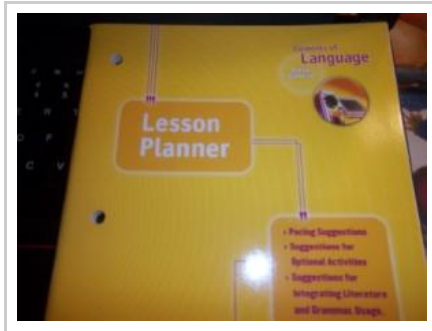 Elements of
Language
Lesson
Planner
• Pacing Suggestions
• Suggestions for
Optional Activities
• Suggestions for
Integrating Literature
and Grammar, Usage,